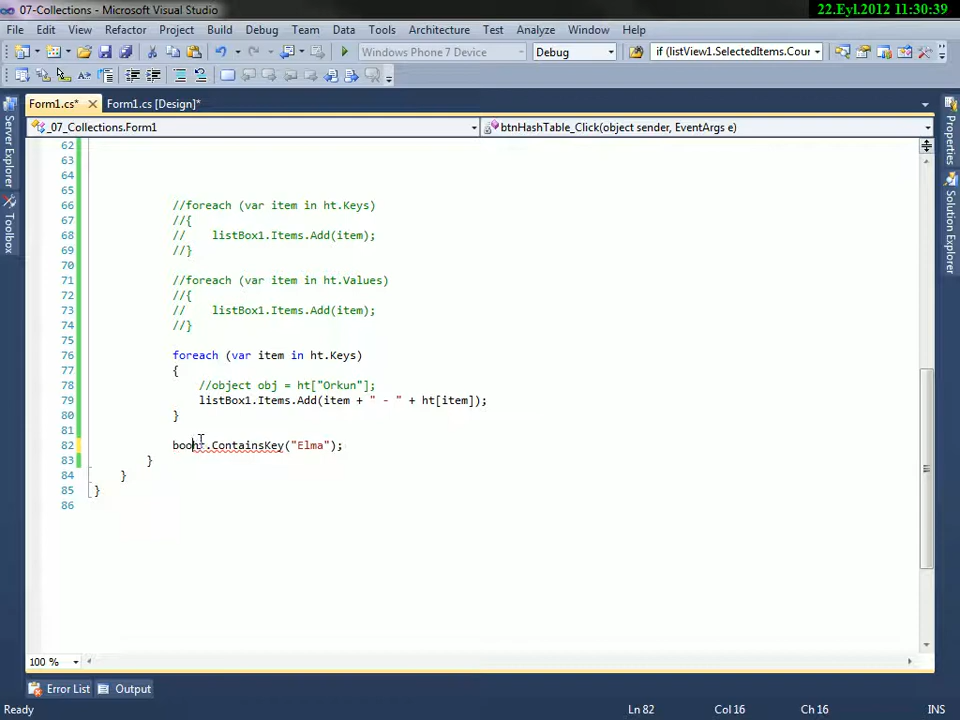 07-Collections - Microsoft Visual Studio
22.Eyl.2012 11:30:39
File Edit View Refactor Project Build Debug Team Data Tools Architecture Test Analyze Window Help
Windows Phone 7 Device Debug if (listView1.SelectedItems.Cour
Form1.cs* Form1.cs [Design]*
_07_Collections.Form1 btnHashTable_Click(object sender, EventArgs e)
Server Explorer
Toolbox
Properties
Solution Explorer
62
63
64
65
66 //foreach (var item in ht.Keys)
67 //{
68 // listBox1.Items.Add(item);
69 //}
70
71 //foreach (var item in ht.Values)
72 //{
73 // listBox1.Items.Add(item);
74 //}
75
76 foreach (var item in ht.Keys)
77 {
78 //object obj = ht["Orkun"];
79 listBox1.Items.Add(item + " - " + ht[item]);
80 }
81
82 booht.ContainsKey("Elma");
83 }
84 }
85 }
86
100 %
Error List Output
Ready Ln 82 Col 16 Ch 16 INS